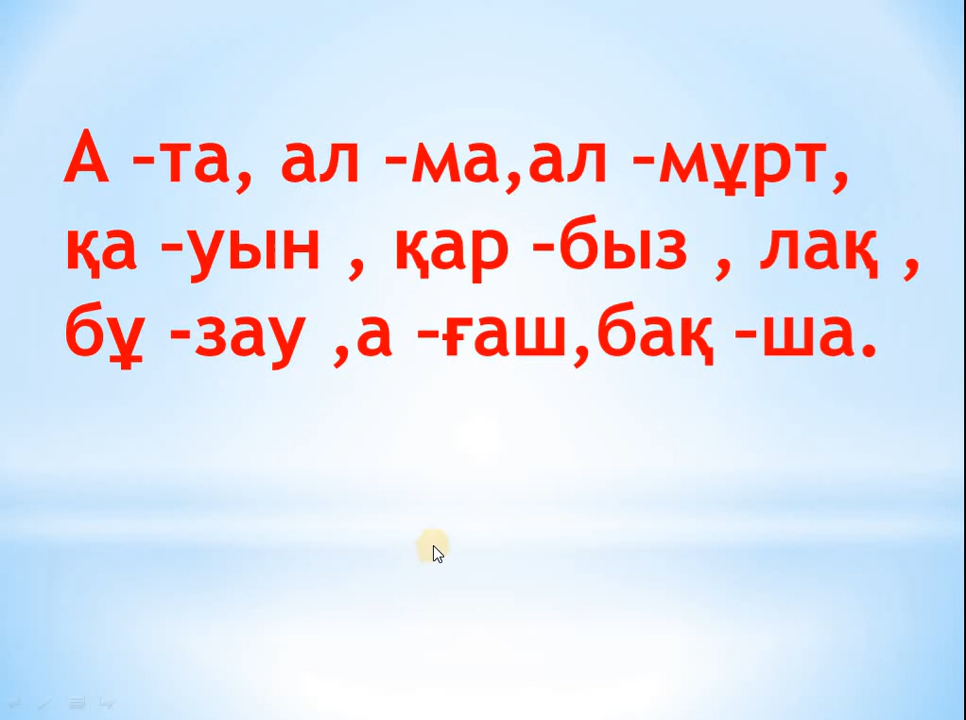 А –та, ал –ма,ал –мұрт,
қа –уын , қар –быз , лақ ,
бұ -зау ,а –ғаш,бақ –ша.